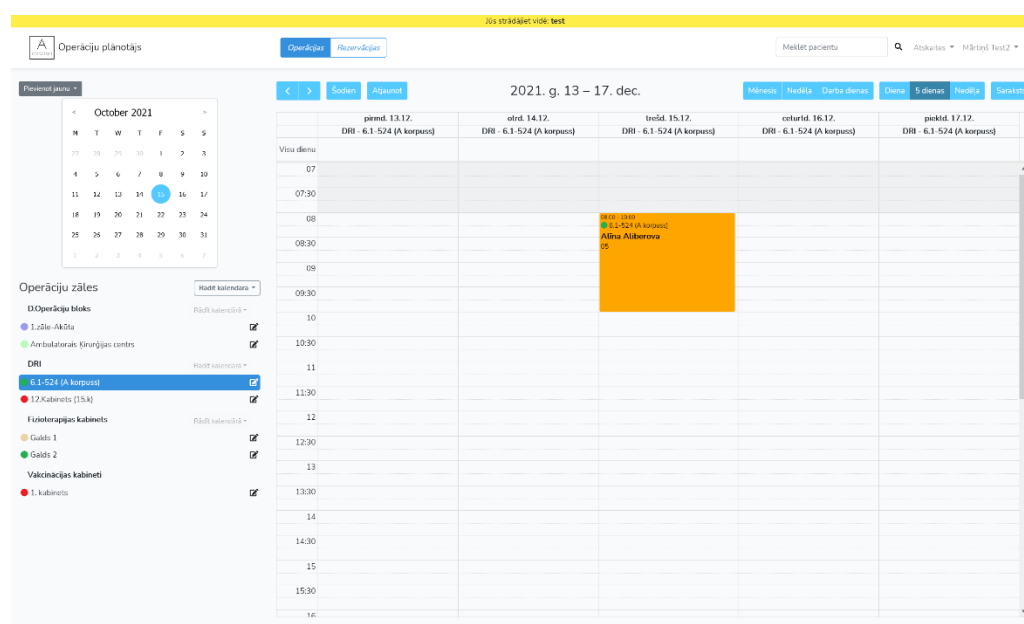 Jūs strādājiet vidē: test
A
Operāciju plānotājs
Operācijas Rezervācijas
Meklēt pacientu
Atskaites Mārtiņš Test2
Pievienot jaunu
< October 2021 >
M T W T F S S
27 28 29 30 1 2 3
4 5 6 7 8 9 10
11 12 13 14 15 16 17
18 19 20 21 22 23 24
25 26 27 28 29 30 31
1 2 3 4 5 6 7
Operāciju zāles
Rādīt kalendārā
D.Operāciju bloks
Rādīt kalendārā
1.zāle-Akūta
Ambulatorais Ķirurģijas centrs
DRI
Rādīt kalendārā
6.1-524 (A korpuss)
12.Kabinets (15.k)
Fizioterapijas kabinets
Rādīt kalendārā
Galds 1
Galds 2
Vakcinācijas kabineti
1. kabinets
< >
Šodien
Atjaunot
2021. g. 13 – 17. dec.
Mēnesis Nedēļa Darba dienas
Diena 5 dienas Nedēļa
Saraksts
pirmd. 13.12. otrd. 14.12. trešd. 15.12. ceturtd. 16.12. piektd. 17.12.
DRI - 6.1-524 (A korpuss) DRI - 6.1-524 (A korpuss) DRI - 6.1-524 (A korpuss) DRI - 6.1-524 (A korpuss) DRI - 6.1-524 (A korpuss)
Visu dienu
07
07:30
08
08:00 - 10:00
6.1-524 (A korpuss)
Alīna Aliberova
05
08:30
09
09:30
10
10:30
11
11:30
12
12:30
13
13:30
14
14:30
15
15:30
16